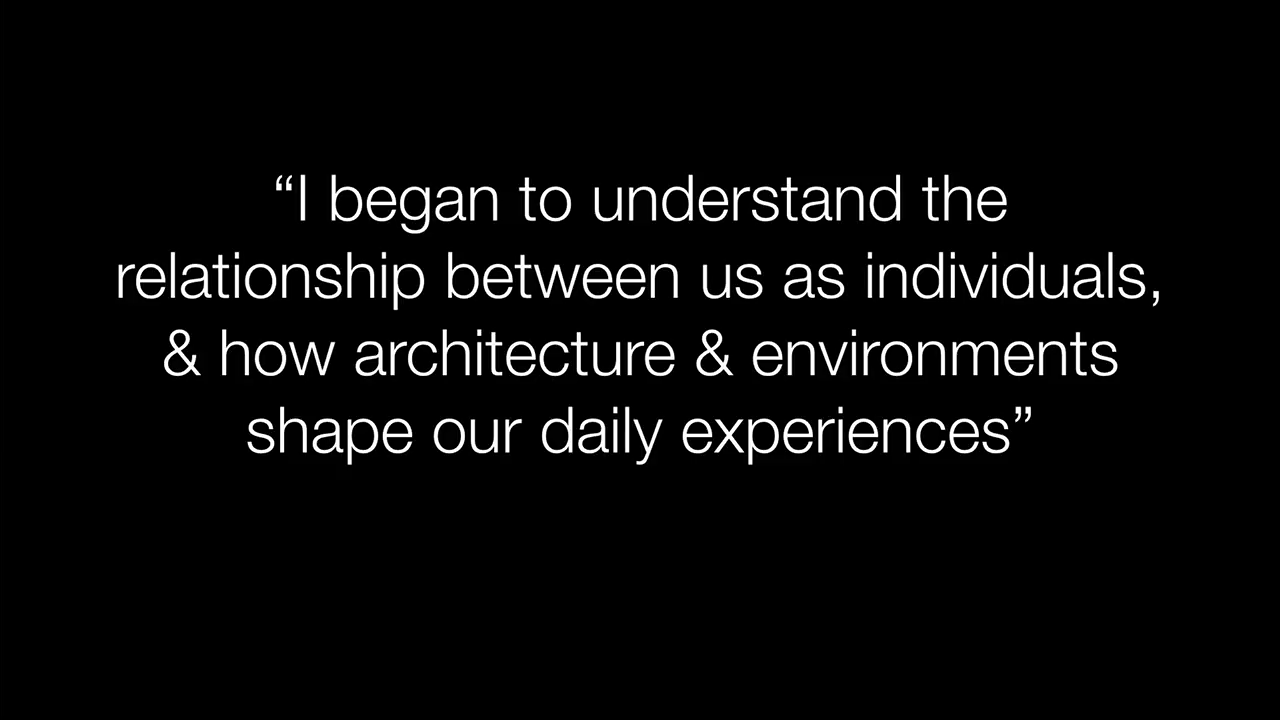 “I began to understand the
relationship between us as individuals,
& how architecture & environments
shape our daily experiences”